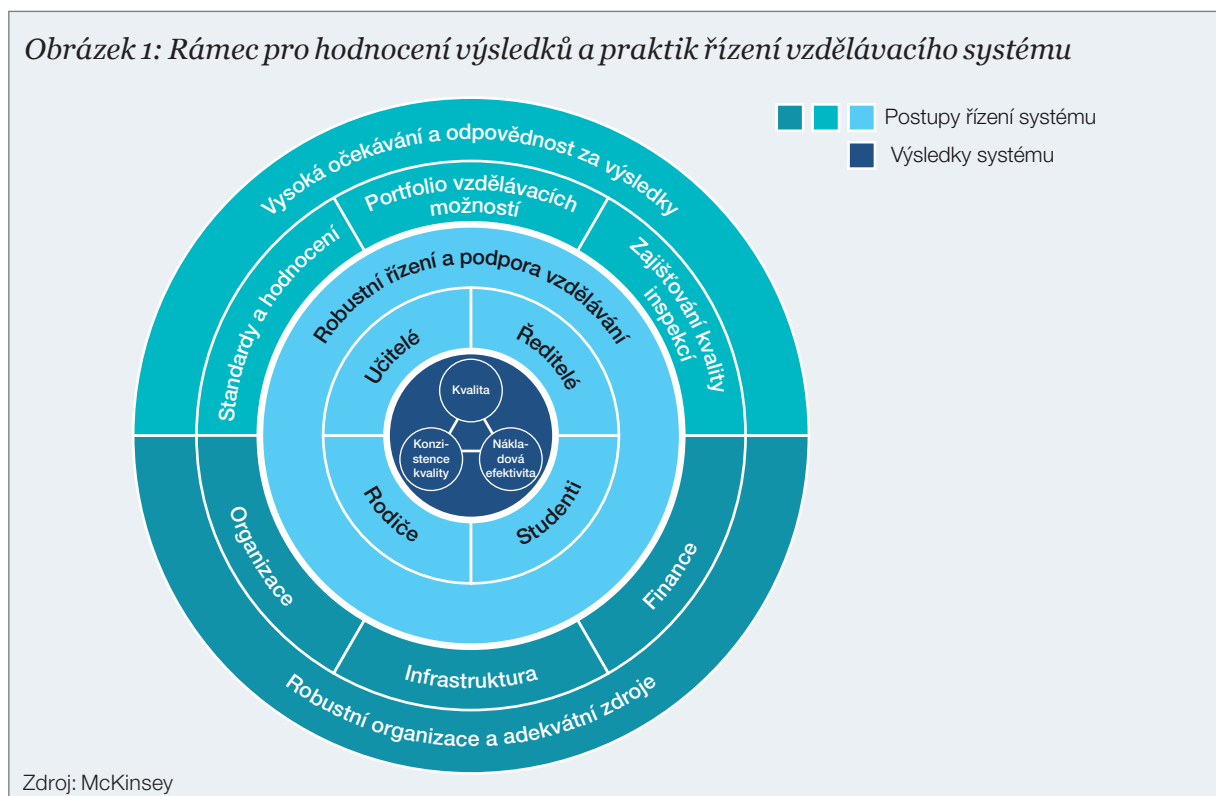 Obrázek 1: Rámec pro hodnocení výsledků a praktik řízení vzdělávacího systému
Postupy řízení systému
Výsledky systému
Vysoká očekávání a odpovědnost za výsledky
Portfolio vzdělávacích
možností
Standardy a hodnocení
Zajišťování kvality
inspekcí
Robustní řízení a podpora vzdělávání
Učitelé
Ředitelé
Kvalita
Konzi-
stence
kvality
Nákla-
dová
efektivita
Rodiče
Studenti
Organizace
Infrastruktura
Finance
Robustní organizace a adekvátní zdroje
Zdroj: McKinsey